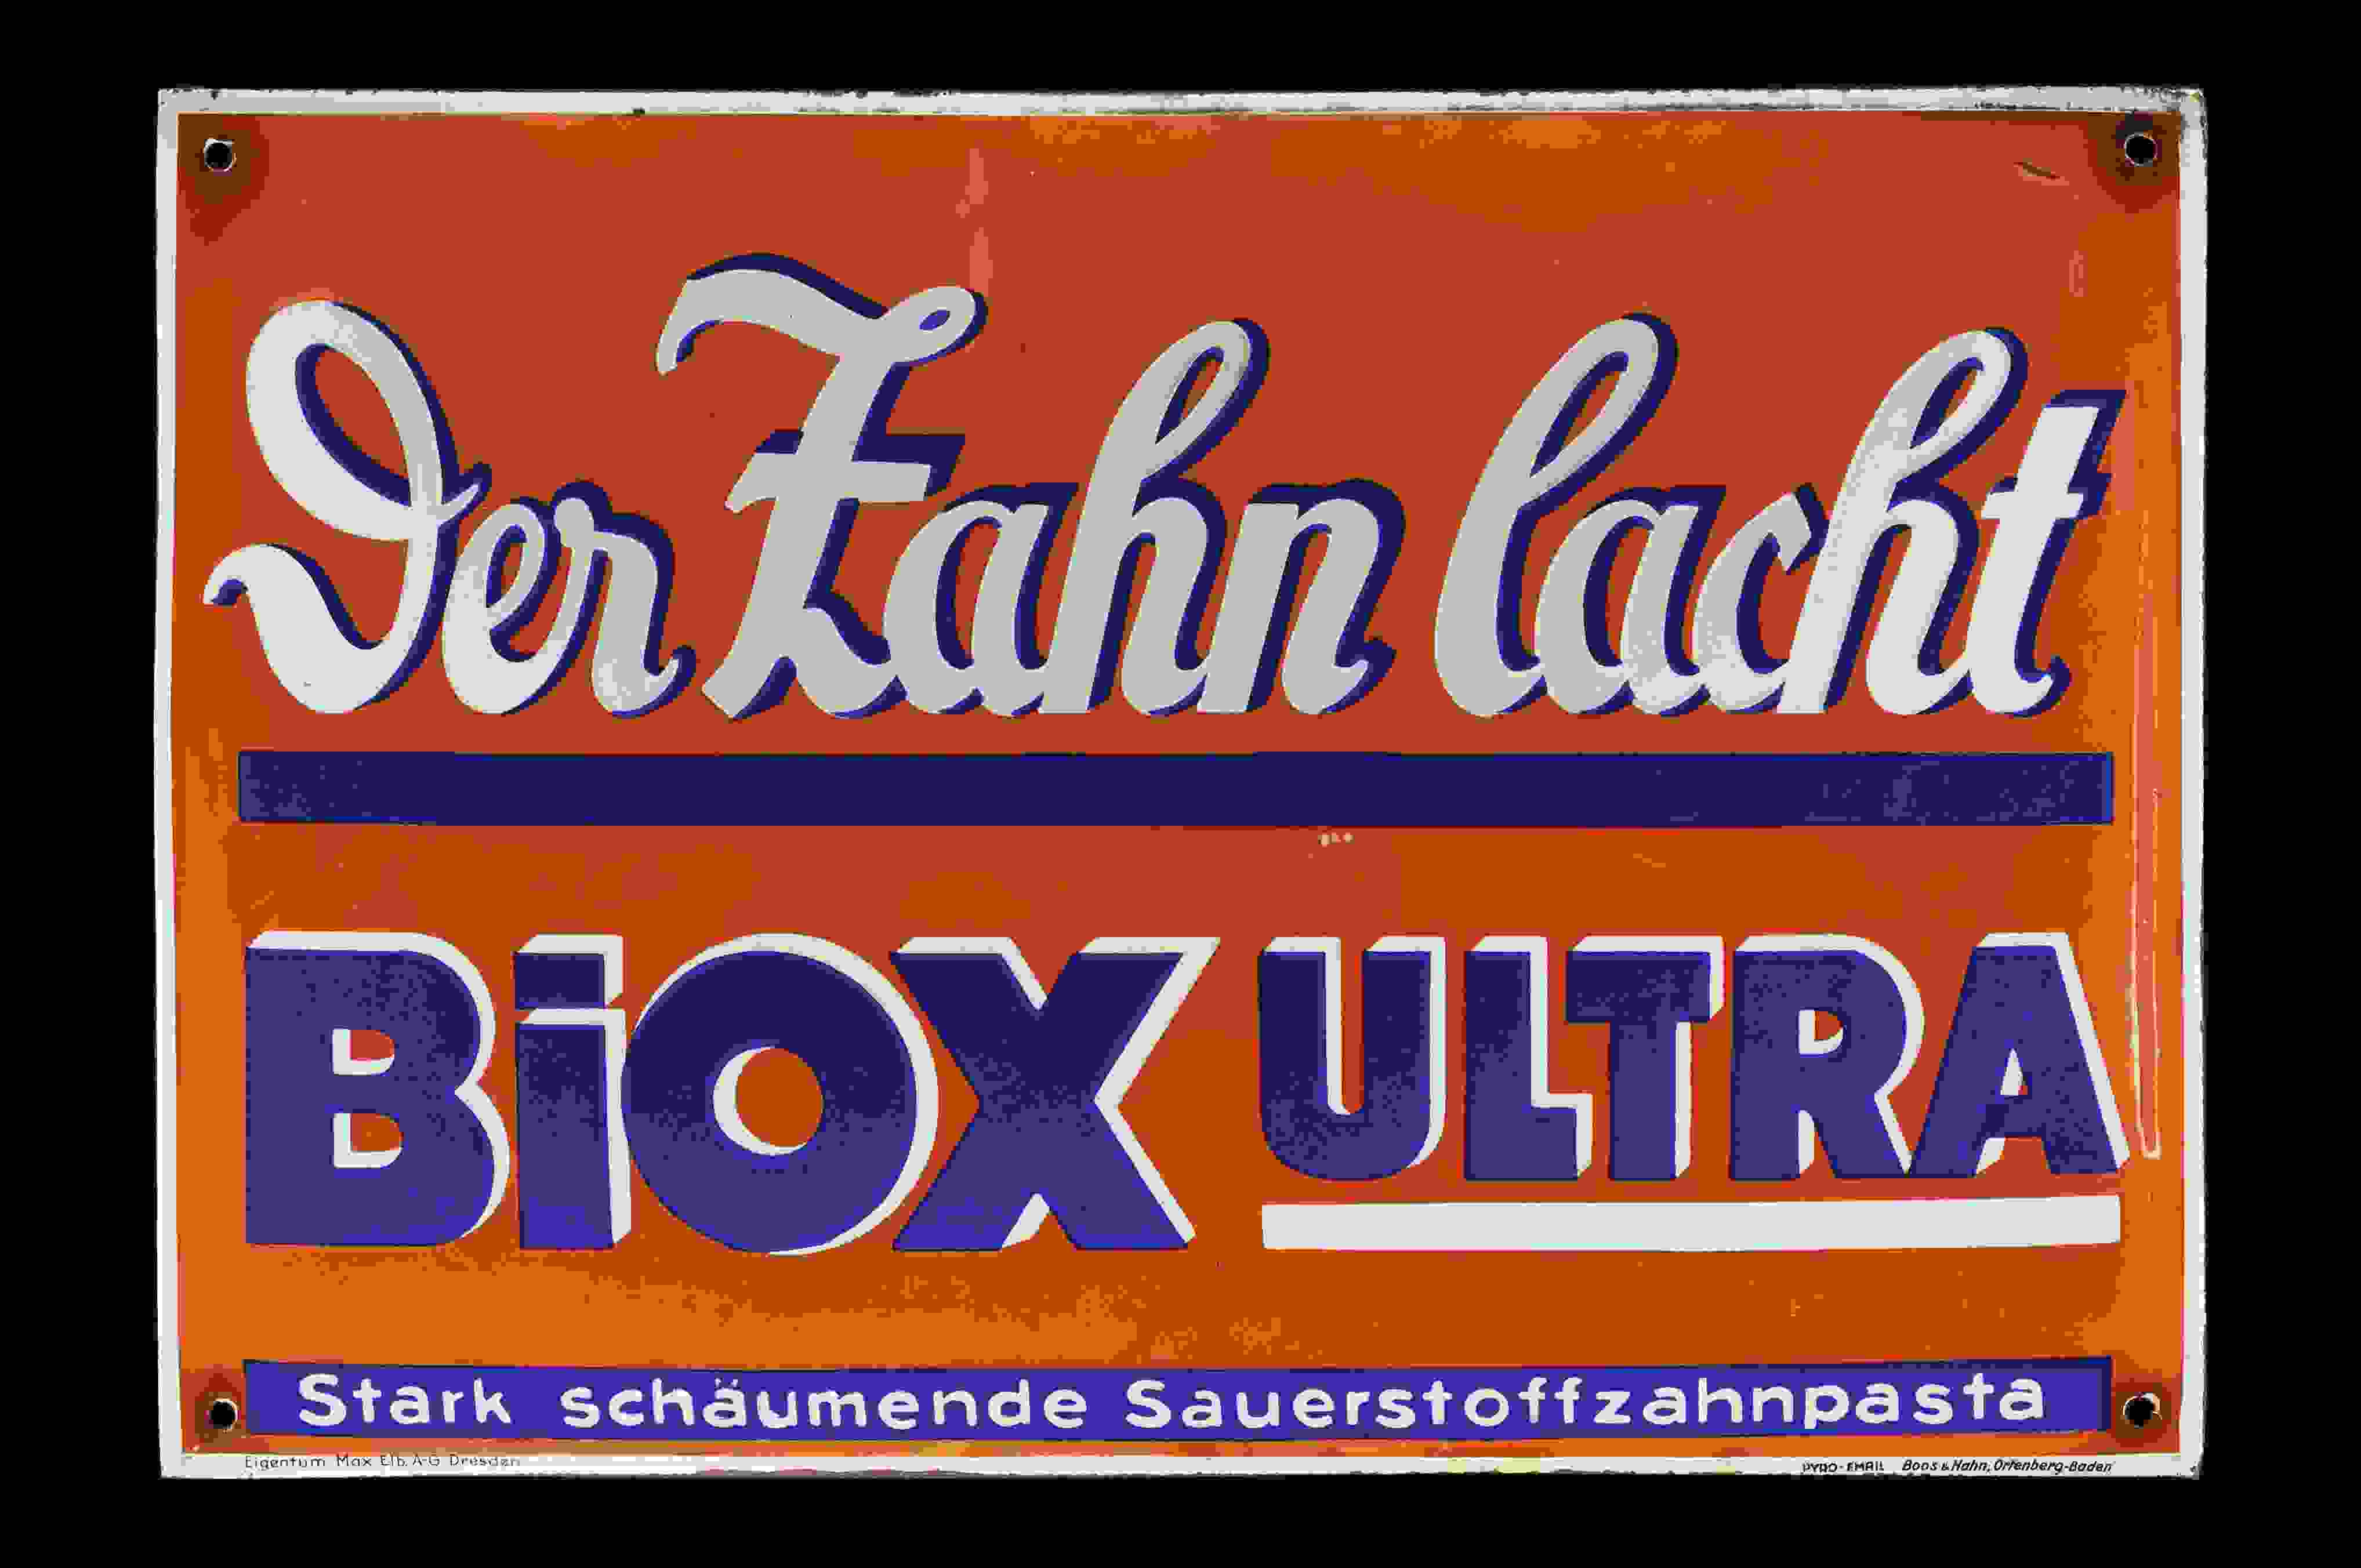 Der Zahn lacht
BiOX ULTRA
Stark schäumende Sauerstoffzahnpasta
Eigentum Max Elb. A-G Dresden
PYRO-EMAIL Boos & Hahn, Ortenberg-Baden